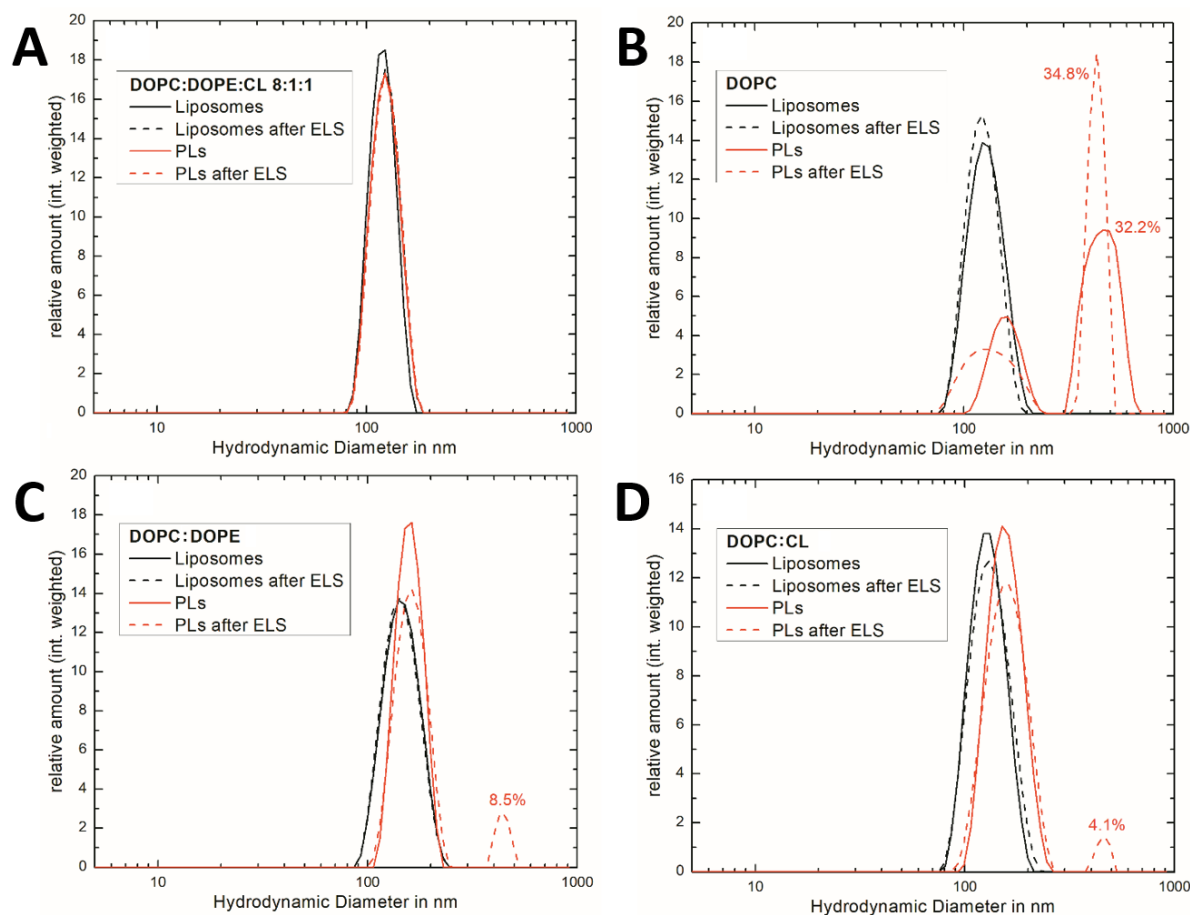 A
relative amount (int. weighted)
20
18
16
14
12
10
8
6
4
2
0
DOPC:DOPE:CL 8:1:1
Liposomes
Liposomes after ELS
PLs
PLs after ELS
10
100
1000
Hydrodynamic Diameter in nm
B
relative amount (int. weighted)
20
18
16
14
12
10
8
6
4
2
0
DOPC
Liposomes
Liposomes after ELS
PLs
PLs after ELS
34.8%
32.2%
10
100
1000
Hydrodynamic Diameter in nm
C
relative amount (int. weighted)
20
18
16
14
12
10
8
6
4
2
0
DOPC:DOPE
Liposomes
Liposomes after ELS
PLs
PLs after ELS
8.5%
10
100
1000
Hydrodynamic Diameter in nm
D
relative amount (int. weighted)
16
14
12
10
8
6
4
2
0
DOPC:CL
Liposomes
Liposomes after ELS
PLs
PLs after ELS
4.1%
10
100
1000
Hydrodynamic Diameter in nm